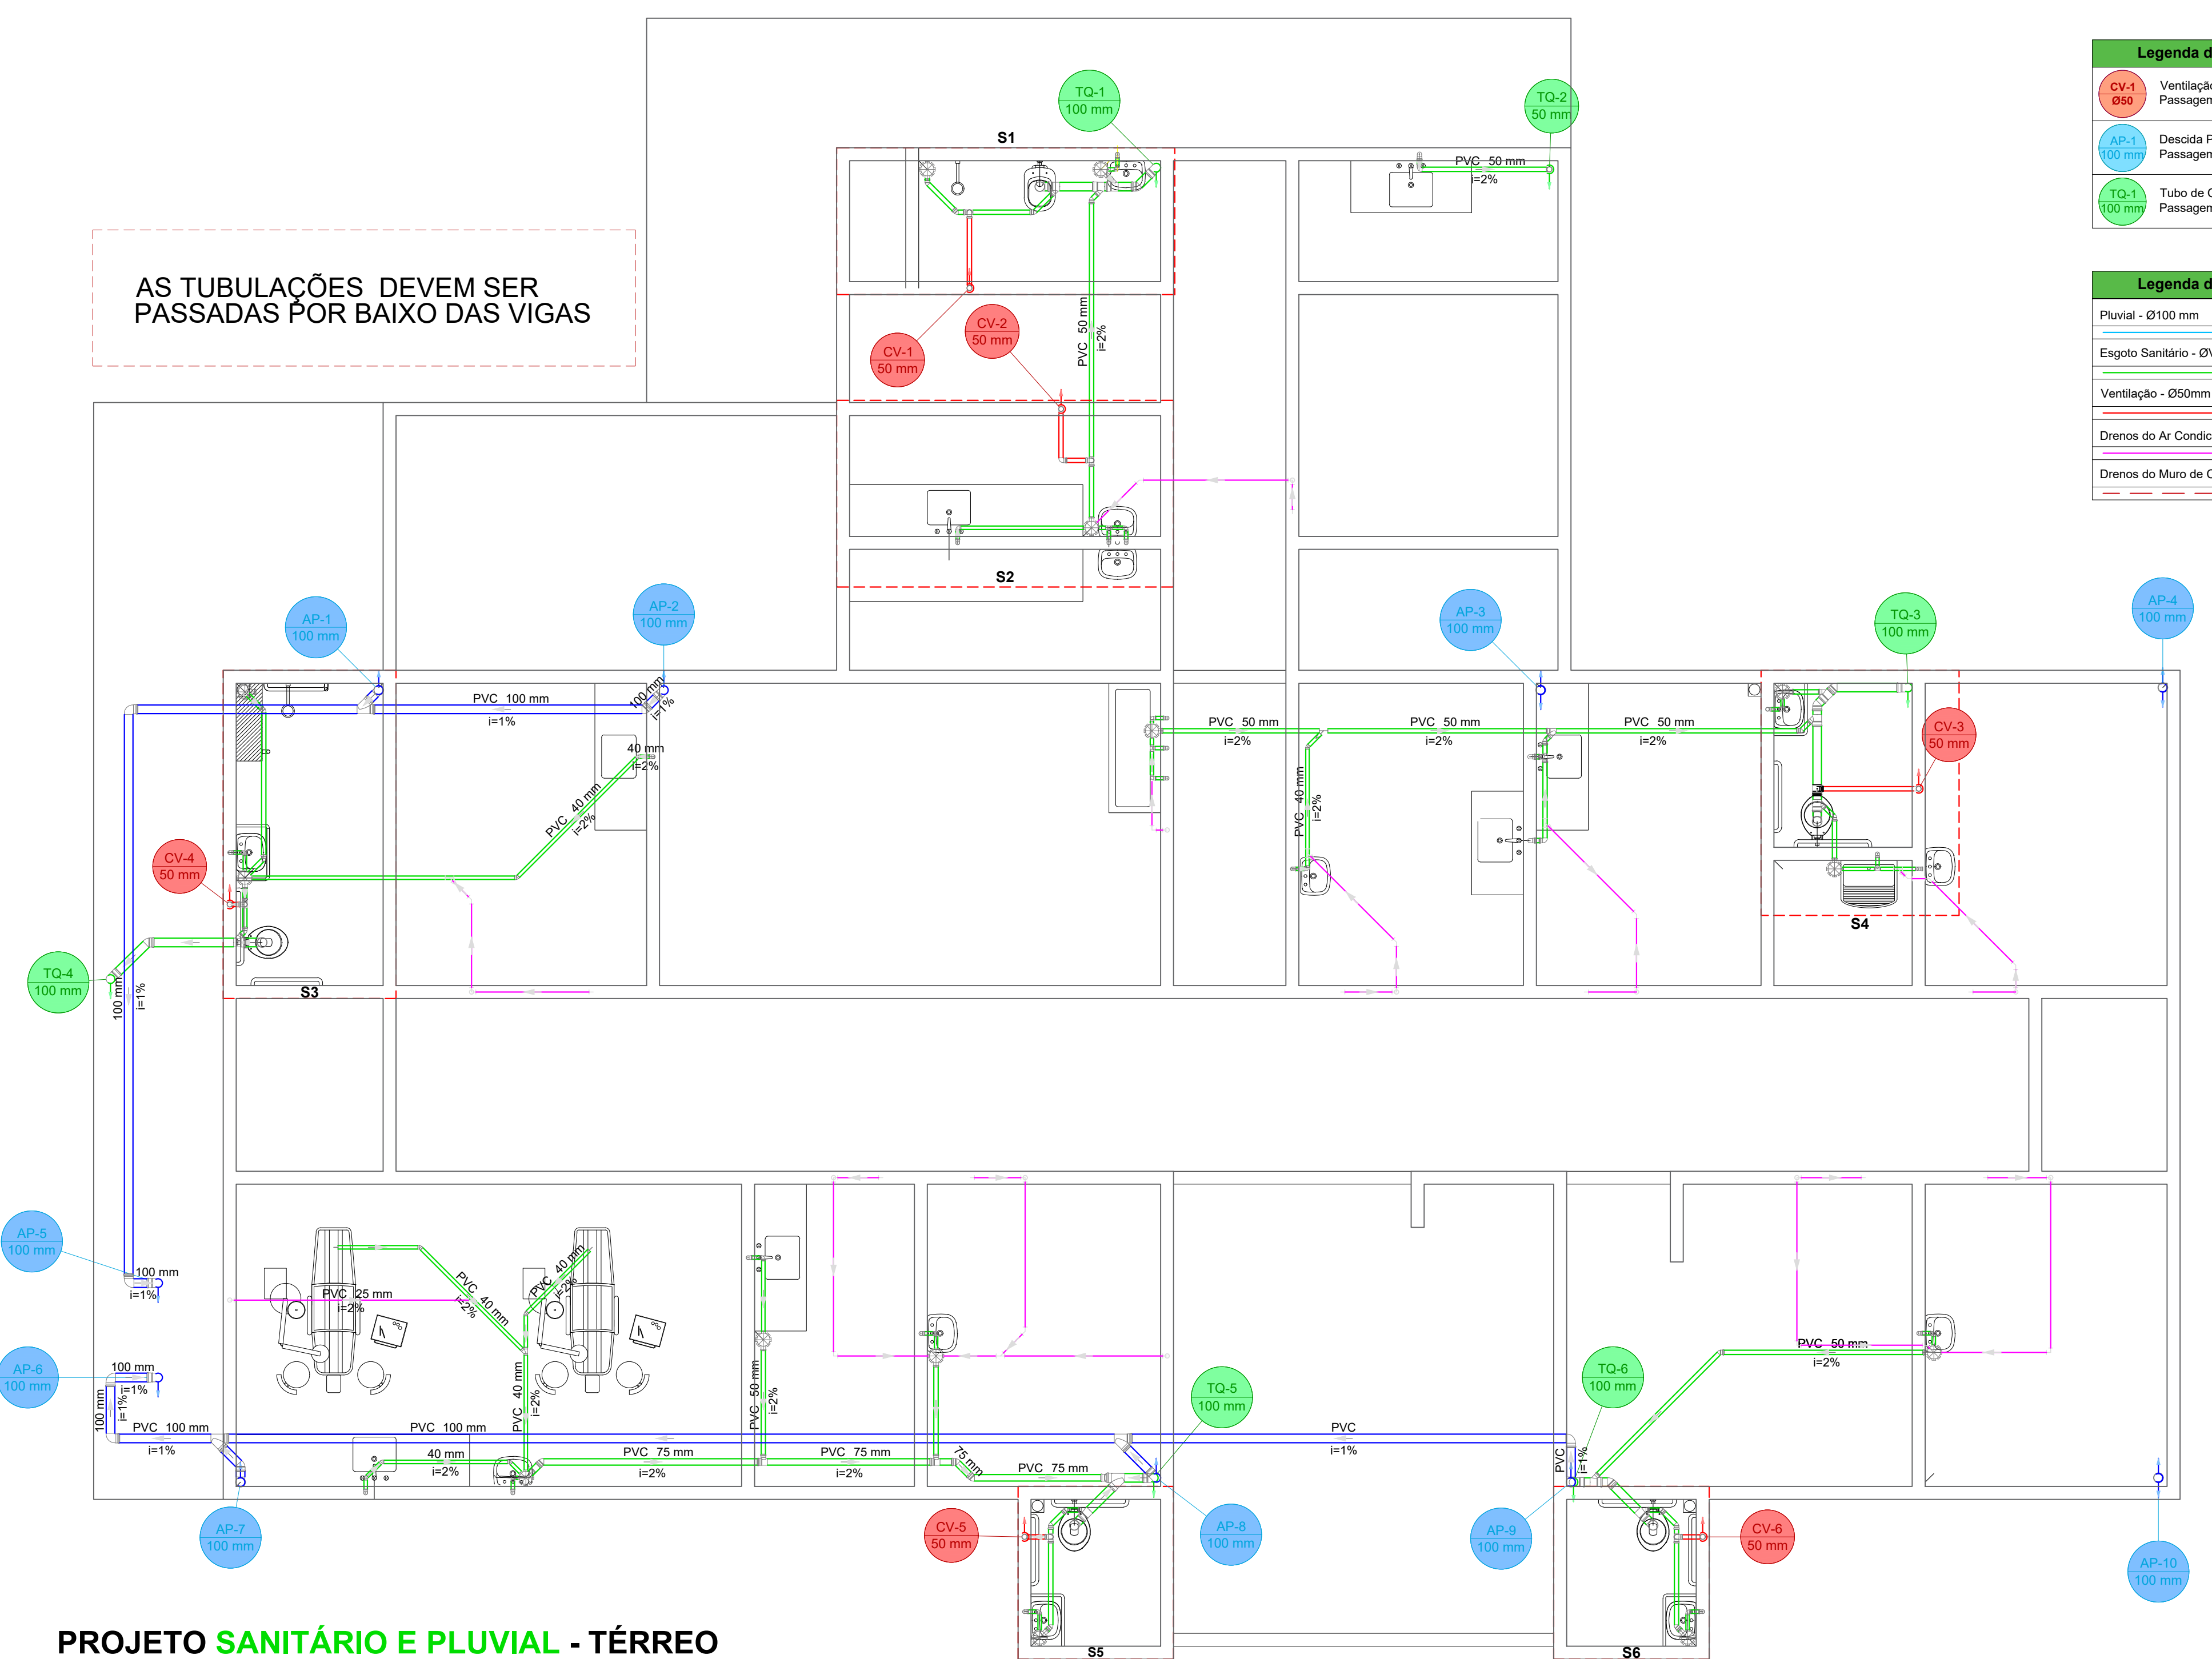 Legenda d
CV-1
Ø50
Ventilaçã
Passagem
AP-1
100 mm
Descida F
Passagem
TQ-1
100 mm
Tubo de
Passagem
Legenda d
Pluvial - Ø100 mm
Esgoto Sanitário - Ø
Ventilação - Ø50mm
Drenos do Ar Condic
Drenos do Muro de
TQ-1
100 mm
TQ-2
50 mm
S1
PVC 50 mm
i=2%
AS TUBULAÇÕES DEVEM SER
PASSADAS POR BAIXO DAS VIGAS
CV-1
50 mm
CV-2
50 mm
PVC 50 mm
i=2%
S2
AP-1
100 mm
AP-2
100 mm
AP-3
100 mm
TQ-3
100 mm
AP-4
100 mm
PVC 100 mm
i=1%
100 mm
i=1%
40 mm
i=2%
PVC 40 mm
i=2%
PVC 50 mm
i=2%
PVC 50 mm
i=2%
PVC 50 mm
i=2%
CV-3
50 mm
PVC 40 mm
i=2%
CV-4
50 mm
S4
TQ-4
100 mm
100 mm
i=1%
S3
AP-5
100 mm
100 mm
i=1%
PVC 25 mm
i=2%
PVC 40 mm
i=2%
PVC 40 mm
i=2%
AP-6
100 mm
100 mm
i=1%
100 mm
i=1%
PVC 40 mm
i=2%
PVC 50 mm
i=2%
PVC 50 mm
i=2%
TQ-5
100 mm
TQ-6
100 mm
PVC 100 mm
i=1%
PVC 100 mm
40 mm
i=2%
PVC 75 mm
i=2%
PVC 75 mm
i=2%
75 mm
PVC 75 mm
PVC
i=1%
PVC
i=1%
AP-7
100 mm
CV-5
50 mm
AP-8
100 mm
AP-9
100 mm
CV-6
50 mm
AP-10
100 mm
S5
S6
PROJETO SANITÁRIO E PLUVIAL - TÉRREO